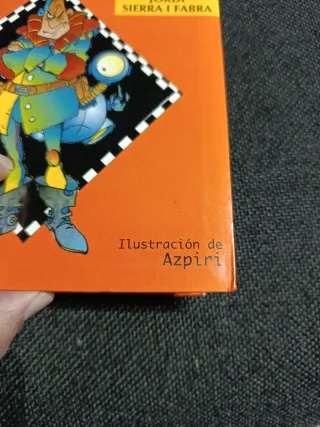 JORDI
SIERRA I FABRA
Ilustración de
Azpiri